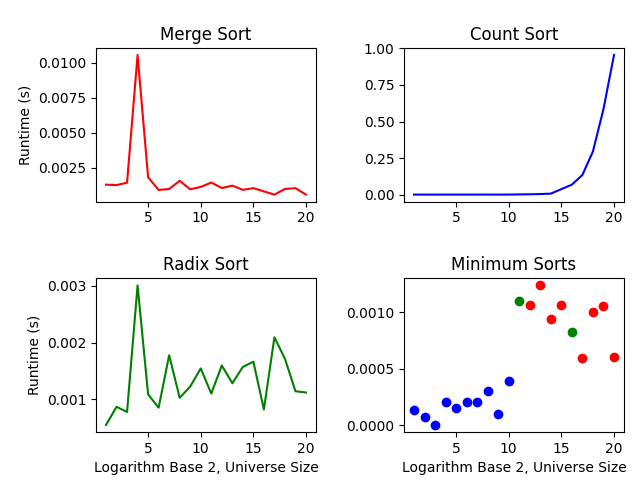 Merge Sort
Runtime (s)
0.0100
0.0075
0.0050
0.0025
5 10 15 20
Count Sort
1.00
0.75
0.50
0.25
0.00
5 10 15 20
Radix Sort
Runtime (s)
0.003
0.002
0.001
5 10 15 20
Logarithm Base 2, Universe Size
Minimum Sorts
0.0010
0.0005
0.0000
5 10 15 20
Logarithm Base 2, Universe Size